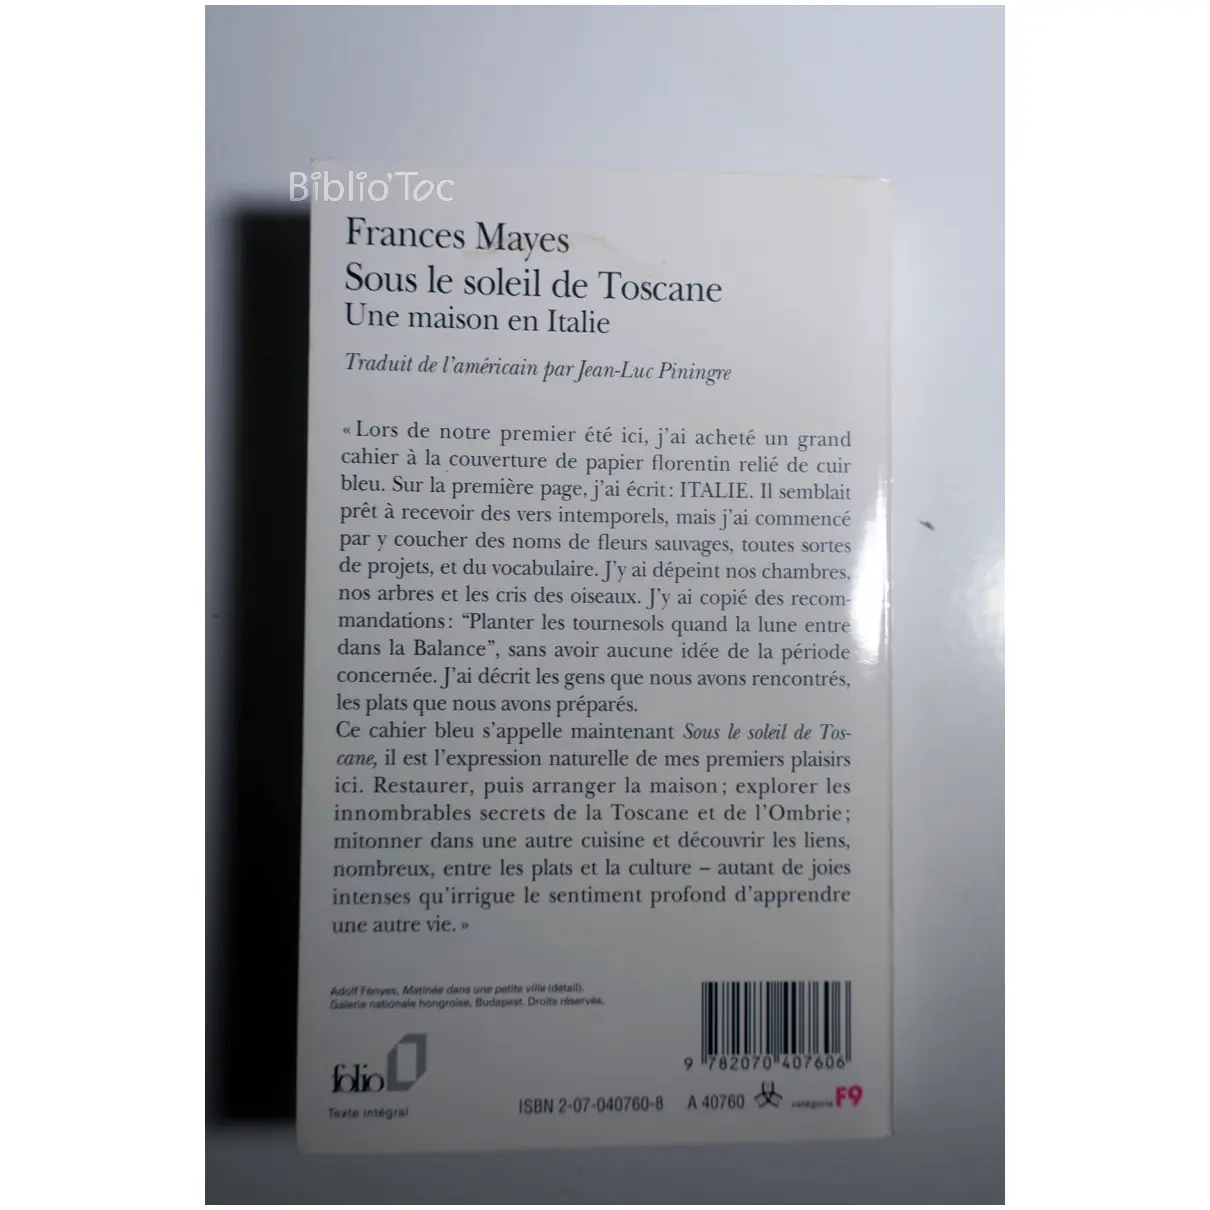 Biblio'Toc
Frances Mayes
Sous le soleil de Toscane
Une maison en Italie
Traduit de l'américain par Jean-Luc Piningre
« Lors de notre premier été ici, j'ai acheté un grand
cahier à la couverture de papier florentin relié de cuir
bleu. Sur la première page, j'ai écrit : ITALIE. Il semblait
prêt à recevoir des vers intemporels, mais j'ai commencé
par y coucher des noms de fleurs sauvages, toutes sortes
de projets, et du vocabulaire. J'y ai dépeint nos chambres,
nos arbres et les cris des oiseaux. J'y ai copié des recom-
mandations : "Planter les tournesols quand la lune entre
dans la Balance", sans avoir aucune idée de la période
concernée. J'ai décrit les gens que nous avons rencontrés,
les plats que nous avons préparés.
Ce cahier bleu s'appelle maintenant Sous le soleil de Tos-
cane, il est l'expression naturelle de mes premiers plaisirs
ici. Restaurer, puis arranger la maison ; explorer les
innombrables secrets de la Toscane et de l'Ombrie ;
mitonner dans une autre cuisine et découvrir les liens,
nombreux, entre les plats et la culture – autant de joies
intenses qu'irrigue le sentiment profond d'apprendre
une autre vie. »
Adolf Fényes, Matinée dans une petite ville (détail).
Galerie nationale hongroise, Budapest. Droits réservés.
folio
Texte intégral
9 782070 407606
ISBN 2-07-040760-8 A 40760 catégorie F9